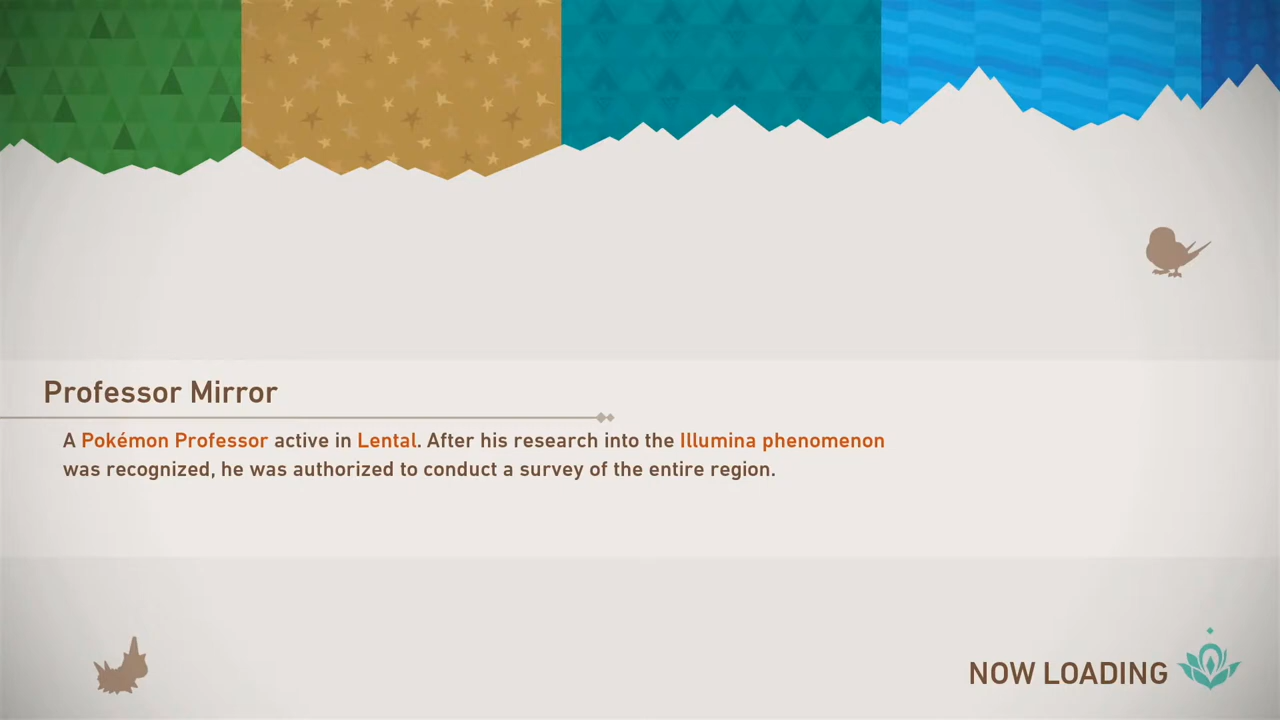 Professor Mirror
A Pokémon Professor active in Lental. After his research into the Illumina phenomenon
was recognized, he was authorized to conduct a survey of the entire region.
NOW LOADING